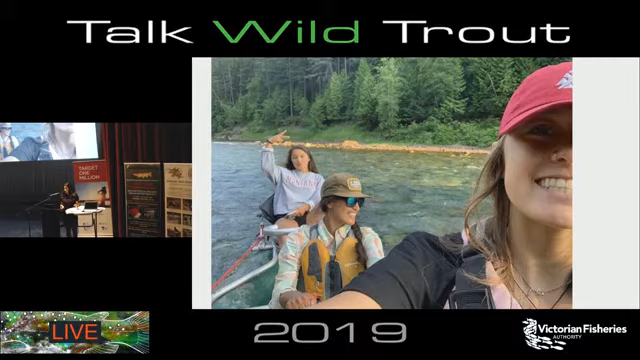 Talk Wild Trout
TARGET
ONE
MILLION
LIVE
2019
Victorian Fisheries
AUTHORITY